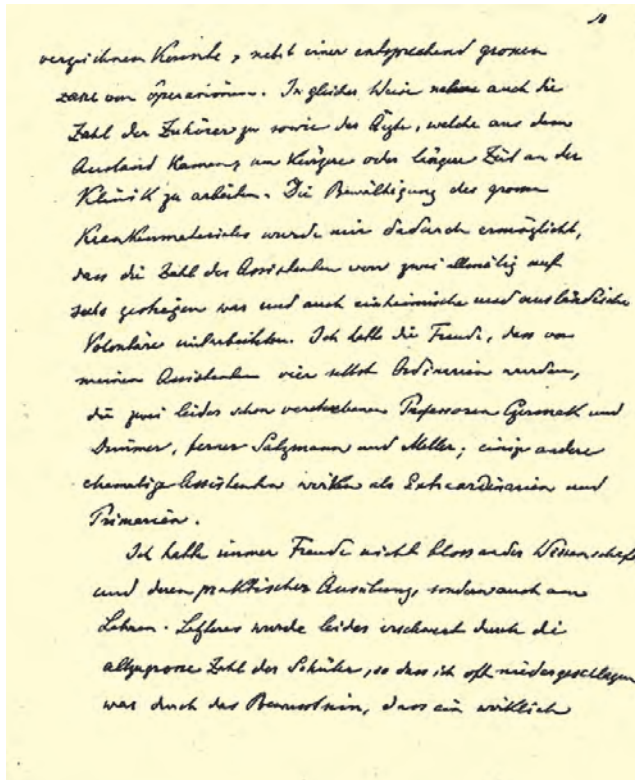 10
verzeichnen konnte, nebst einer entsprechend grossen
Zahl von Operationen. In gleicher Weise nahm auch die
Zahl der Zuhörer zu sowie der Ärzte, welche aus dem
Ausland kamen, um kürzere oder längere Zeit an der
Klinik zu arbeiten. Die Bewältigung des grossen
Krankenmateriales wurde mir dadurch ermöglicht,
dass die Zahl der Assistenten von zwei allmälig auf
sechs gestiegen war und auch einheimische und ausländische
Volontäre mitarbeiteten. Ich hatte die Freude, dass von
meinen Assistenten vier selbst Ordinarien wurden,
die zwei leider schon verstorbenen Professoren Czermak und
Dimmer, ferner Salzmann und Meller; einige andere
ehemalige Assistenten wirken als Extraordinarien und
Primarien.
Ich hatte immer Freude nicht bloss an der Wissenschaft
und deren praktischer Ausübung, sondern auch am
Lehren. Letzteres wurde leider erschwert durch die
allzugrosse Zahl der Schüler, so dass ich oft niedergeschlagen
war durch das Bewusstsein, dass ein wirklich